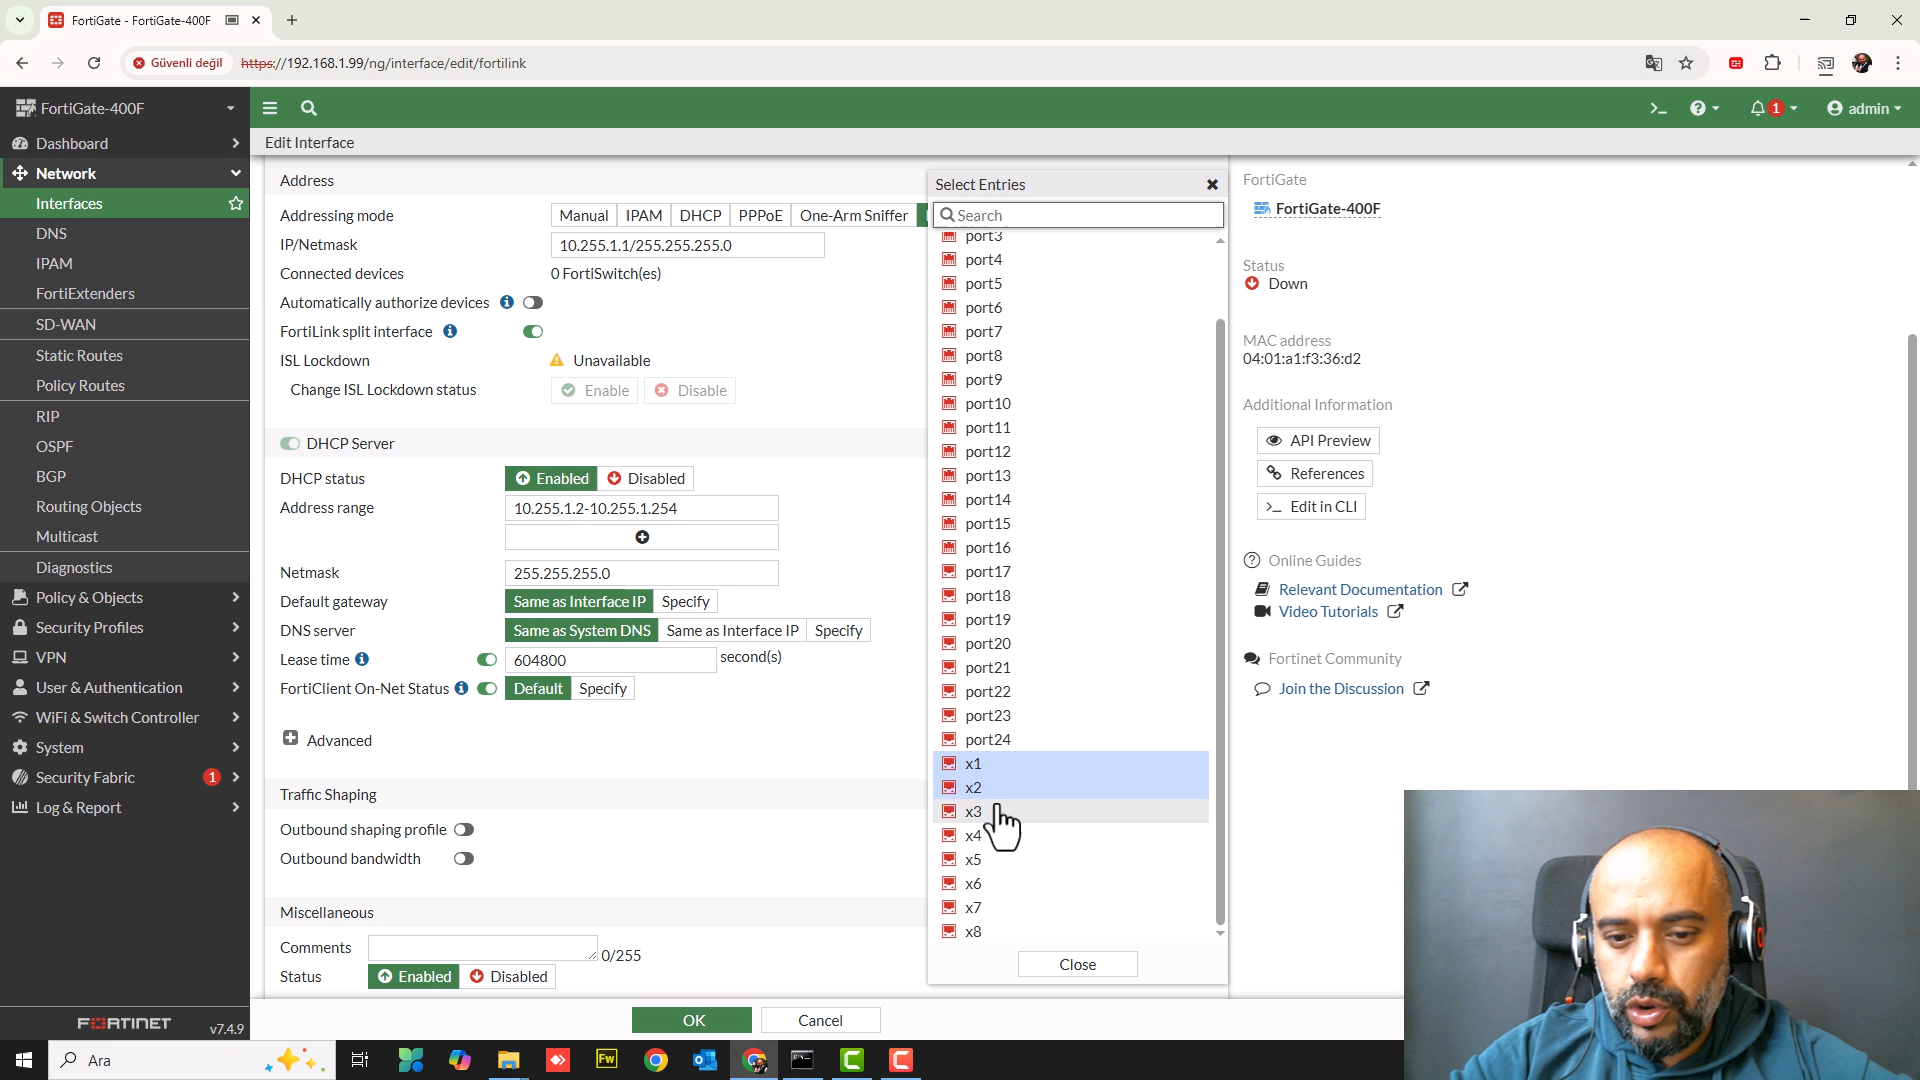 FortiGate - FortiGate-400F
Güvenli değil
https://192.168.1.99/ng/interface/edit/fortilink
FortiGate-400F
1
admin
Dashboard
Network
Interfaces
DNS
IPAM
FortiExtenders
SD-WAN
Static Routes
Policy Routes
RIP
OSPF
BGP
Routing Objects
Multicast
Diagnostics
Policy & Objects
Security Profiles
VPN
User & Authentication
WiFi & Switch Controller
System
Security Fabric 1
Log & Report
FORTINET v7.4.9
Edit Interface
Address
Addressing mode Manual IPAM DHCP PPPoE One-Arm Sniffer
IP/Netmask 10.255.1.1/255.255.255.0
Connected devices 0 FortiSwitch(es)
Automatically authorize devices
FortiLink split interface
ISL Lockdown Unavailable
Change ISL Lockdown status Enable Disable
DHCP Server
DHCP status Enabled Disabled
Address range 10.255.1.2-10.255.1.254
Netmask 255.255.255.0
Default gateway Same as Interface IP Specify
DNS server Same as System DNS Same as Interface IP Specify
Lease time 604800 second(s)
FortiClient On-Net Status Default Specify
Advanced
Traffic Shaping
Outbound shaping profile
Outbound bandwidth
Miscellaneous
Comments 0/255
Status Enabled Disabled
OK Cancel
Select Entries
Search
port3
port4
port5
port6
port7
port8
port9
port10
port11
port12
port13
port14
port15
port16
port17
port18
port19
port20
port21
port22
port23
port24
x1
x2
x3
x4
x5
x6
x7
x8
Close
FortiGate
FortiGate-400F
Status
Down
MAC address
04:01:a1:f3:36:d2
Additional Information
API Preview
References
>_ Edit in CLI
Online Guides
Relevant Documentation
Video Tutorials
Fortinet Community
Join the Discussion
Ara
Fw